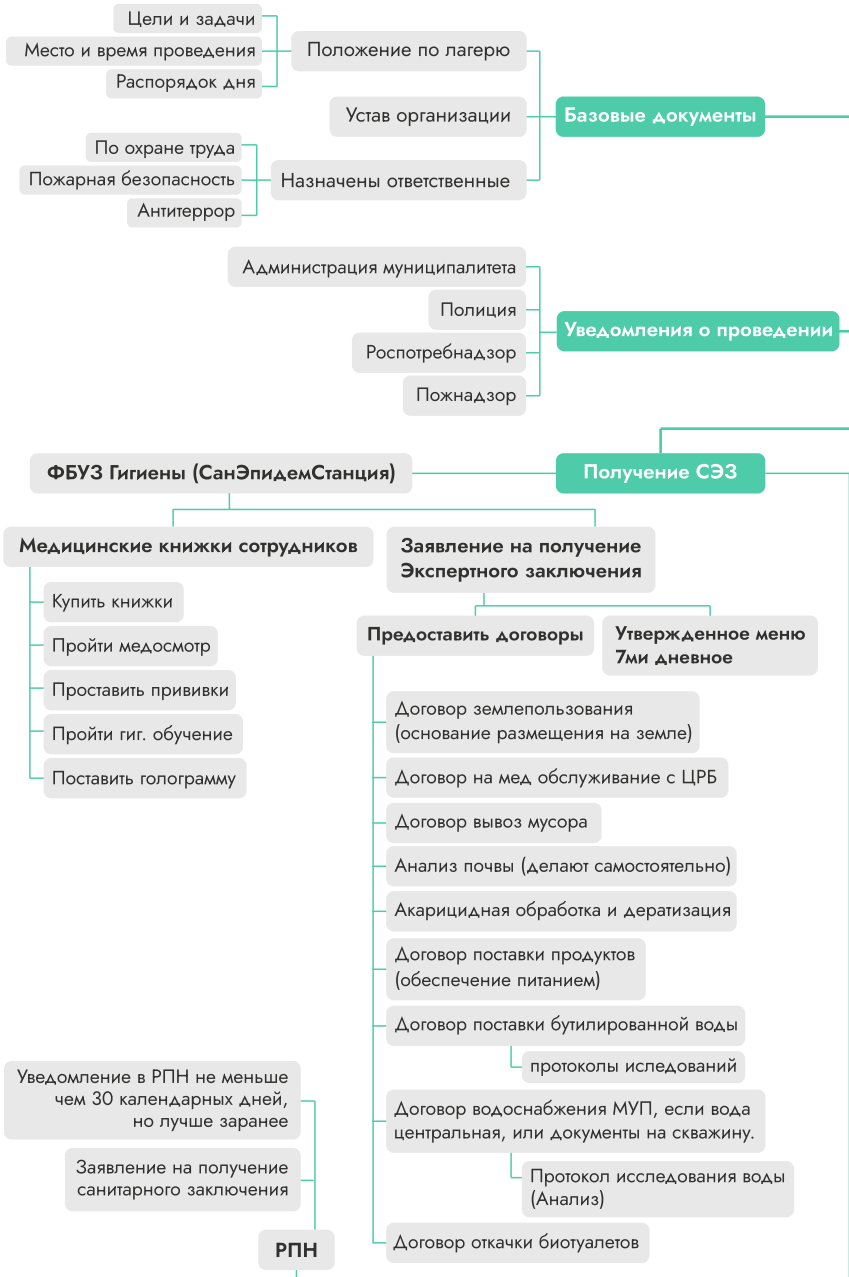 Цели и задачи
Место и время проведения
Распорядок дня
Положение по лагерю
Устав организации
Базовые документы
По охране труда
Пожарная безопасность
Антитеррор
Назначены ответственные
Администрация муниципалитета
Полиция
Роспотребнадзор
Пожнадзор
Уведомления о проведении
ФБУЗ Гигиены (СанЭпидемСтанция)
Получение СЭЗ
Медицинские книжки сотрудников
Купить книжки
Пройти медосмотр
Проставить прививки
Пройти гиг. обучение
Поставить голограмму
Заявление на получение
Экспертного заключения
Предоставить договоры
Утвержденное меню
7ми дневное
Договор землепользования
(основание размещения на земле)
Договор на мед обслуживание с ЦРБ
Договор вывоз мусора
Анализ почвы (делают самостоятельно)
Акарицидная обработка и дератизация
Договор поставки продуктов
(обеспечение питанием)
Договор поставки бутилированной воды
протоколы иследований
Договор водоснабжения МУП, если вода
центральная, или документы на скважину.
Протокол исследования воды
(Анализ)
Договор откачки биотуалетов
Уведомление в РПН не меньше
чем 30 календарных дней,
но лучше заранее
Заявление на получение
санитарного заключения
РПН